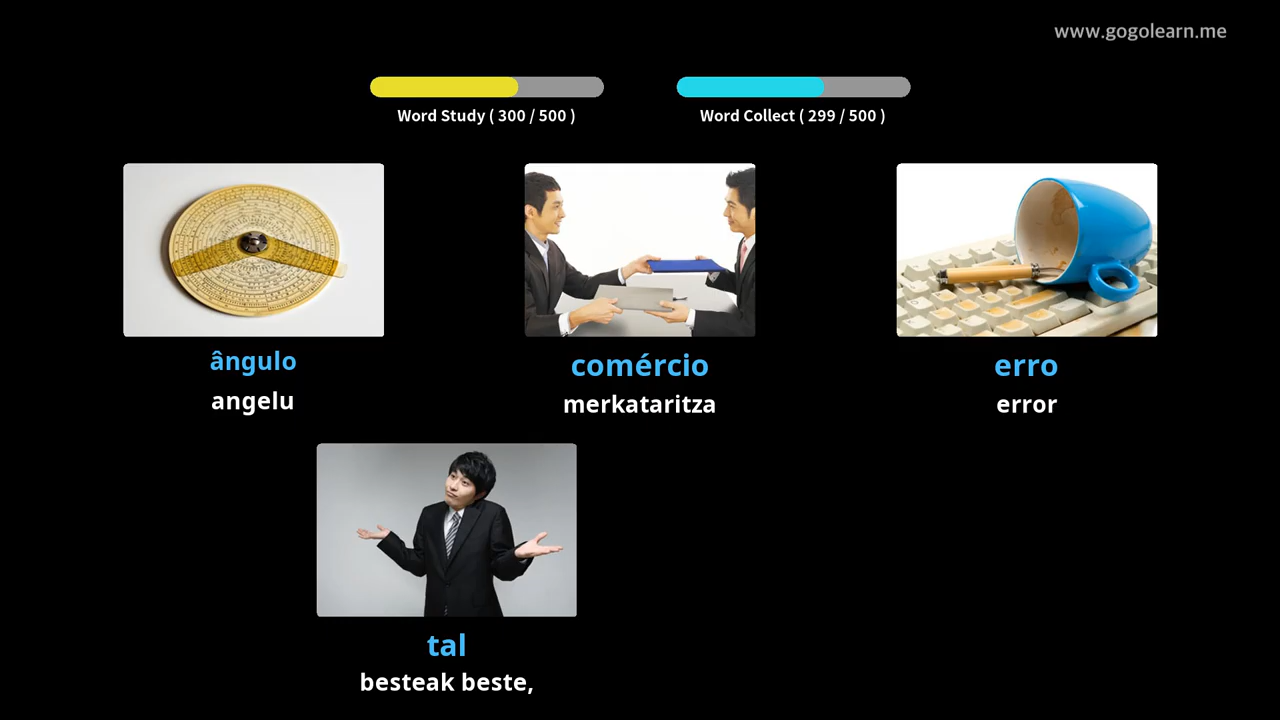 www.gogolearn.me
Word Study ( 300 / 500 )
Word Collect ( 299 / 500 )
ângulo
angelu
comércio
merkataritza
erro
error
tal
besteak beste,